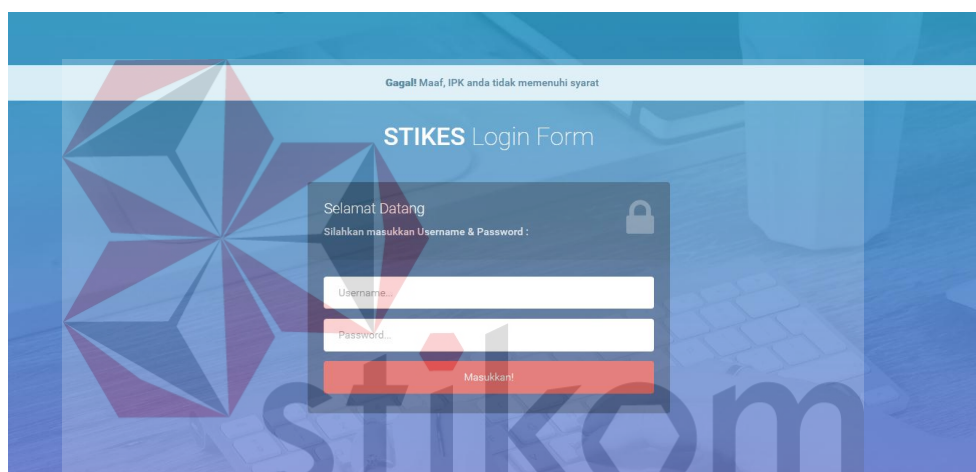 Gagal! Maaf, IPK anda tidak memenuhi syarat
STIKES Login Form
Selamat Datang
Silahkan masukkan Username & Password :
Username...
Password...
Masukkan!
stikom